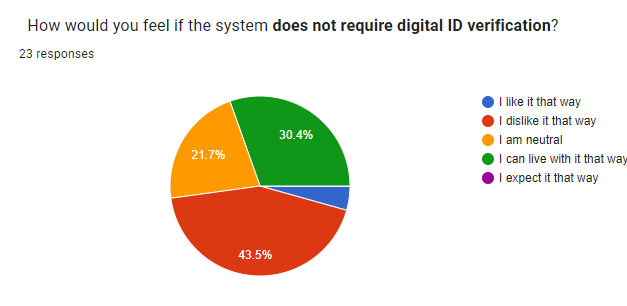 How would you feel if the system does not require digital ID verification?
23 responses
30.4%
21.7%
43.5%
I like it that way
I dislike it that way
I am neutral
I can live with it that way
I expect it that way